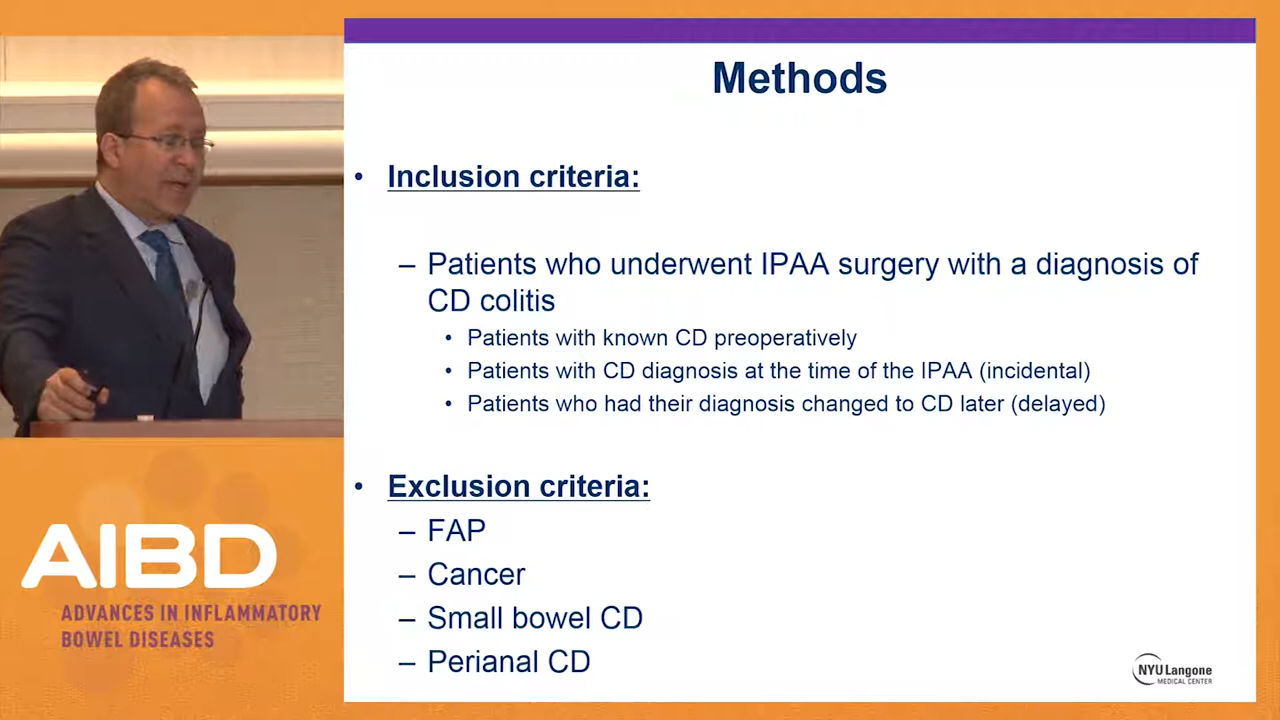 Methods
• Inclusion criteria:
– Patients who underwent IPAA surgery with a diagnosis of
CD colitis
• Patients with known CD preoperatively
• Patients with CD diagnosis at the time of the IPAA (incidental)
• Patients who had their diagnosis changed to CD later (delayed)
• Exclusion criteria:
– FAP
– Cancer
– Small bowel CD
– Perianal CD
NYU Langone
MEDICAL CENTER
AIBD
ADVANCES IN INFLAMMATORY
BOWEL DISEASES